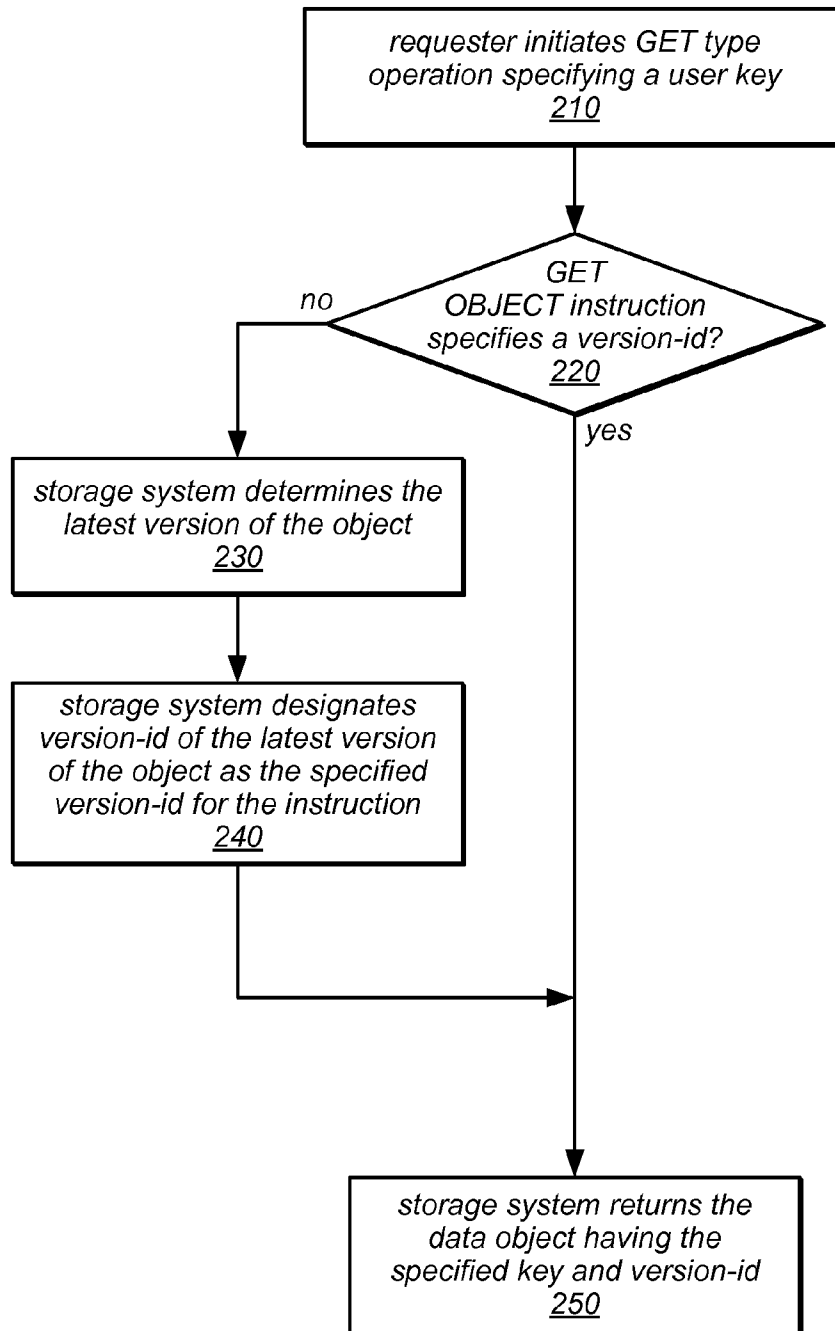 requester initiates GET type
operation specifying a user key
210
GET
OBJECT instruction
specifies a version-id?
220
no
yes
storage system determines the
latest version of the object
230
storage system designates
version-id of the latest version
of the object as the specified
version-id for the instruction
240
storage system returns the
data object having the
specified key and version-id
250